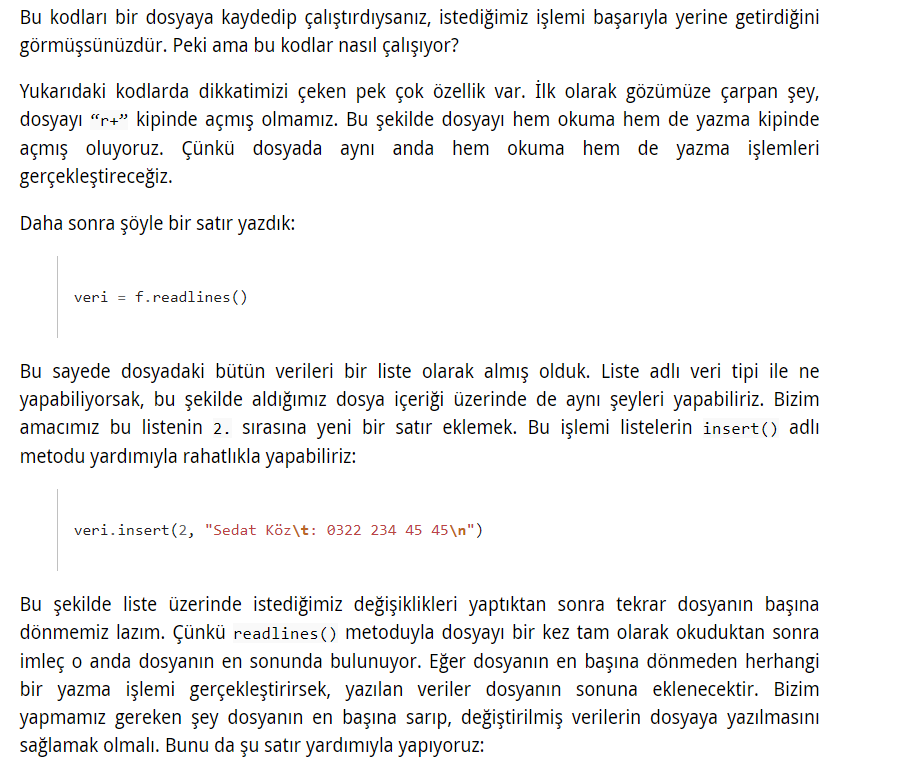 Bu kodları bir dosyaya kaydedip çalıştırdıysanız, istediğimiz işlemi başarıyla yerine getirdiğini
görmüşsünüzdür. Peki ama bu kodlar nasıl çalışıyor?
Yukarıdaki kodlarda dikkatimizi çeken pek çok özellik var. İlk olarak gözümüze çarpan şey,
dosyayı “r+” kipinde açmış olmamız. Bu şekilde dosyayı hem okuma hem de yazma kipinde
açmış oluyoruz. Çünkü dosyada aynı anda hem okuma hem de yazma işlemleri
gerçekleştireceğiz.
Daha sonra şöyle bir satır yazdık:
veri = f.readlines()
Bu sayede dosyadaki bütün verileri bir liste olarak almış olduk. Liste adlı veri tipi ile ne
yapabiliyorsak, bu şekilde aldığımız dosya içeriği üzerinde de aynı şeyleri yapabiliriz. Bizim
amacımız bu listenin 2. sırasına yeni bir satır eklemek. Bu işlemi listelerin insert() adlı
metodu yardımıyla rahatlıkla yapabiliriz:
veri.insert(2, "Sedat Köz\t: 0322 234 45 45\n")
Bu şekilde liste üzerinde istediğimiz değişiklikleri yaptıktan sonra tekrar dosyanın başına
dönmemiz lazım. Çünkü readlines() metoduyla dosyayı bir kez tam olarak okuduktan sonra
imleç o anda dosyanın en sonunda bulunuyor. Eğer dosyanın en başına dönmeden herhangi
bir yazma işlemi gerçekleştirirsek, yazılan veriler dosyanın sonuna eklenecektir. Bizim
yapmamız gereken şey dosyanın en başına sarıp, değiştirilmiş verilerin dosyaya yazılmasını
sağlamak olmalı. Bunu da şu satır yardımıyla yapıyoruz: